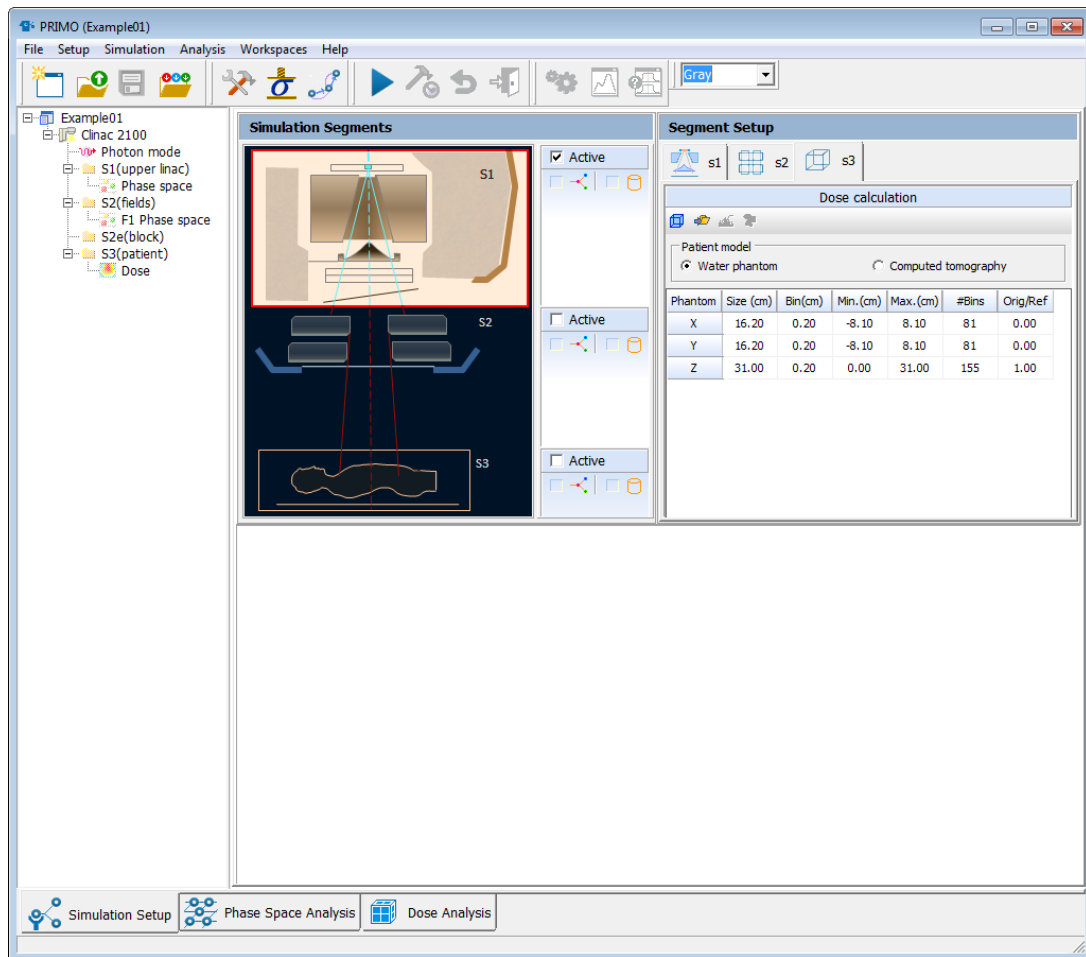 PRIMO (Example01)
File Setup Simulation Analysis Workspaces Help
Gray
Example01
Clinac 2100
Photon mode
S1(upper linac)
Phase space
S2(fields)
F1 Phase space
S2e(block)
S3(patient)
Dose
Simulation Segments
S1
Active
S2
Active
S3
Active
Segment Setup
s1 s2 s3
Dose calculation
Patient model
Water phantom Computed tomography
Phantom Size (cm) Bin(cm) Min.(cm) Max.(cm) #Bins Orig/Ref
X 16.20 0.20 -8.10 8.10 81 0.00
Y 16.20 0.20 -8.10 8.10 81 0.00
Z 31.00 0.20 0.00 31.00 155 1.00
Simulation Setup Phase Space Analysis Dose Analysis